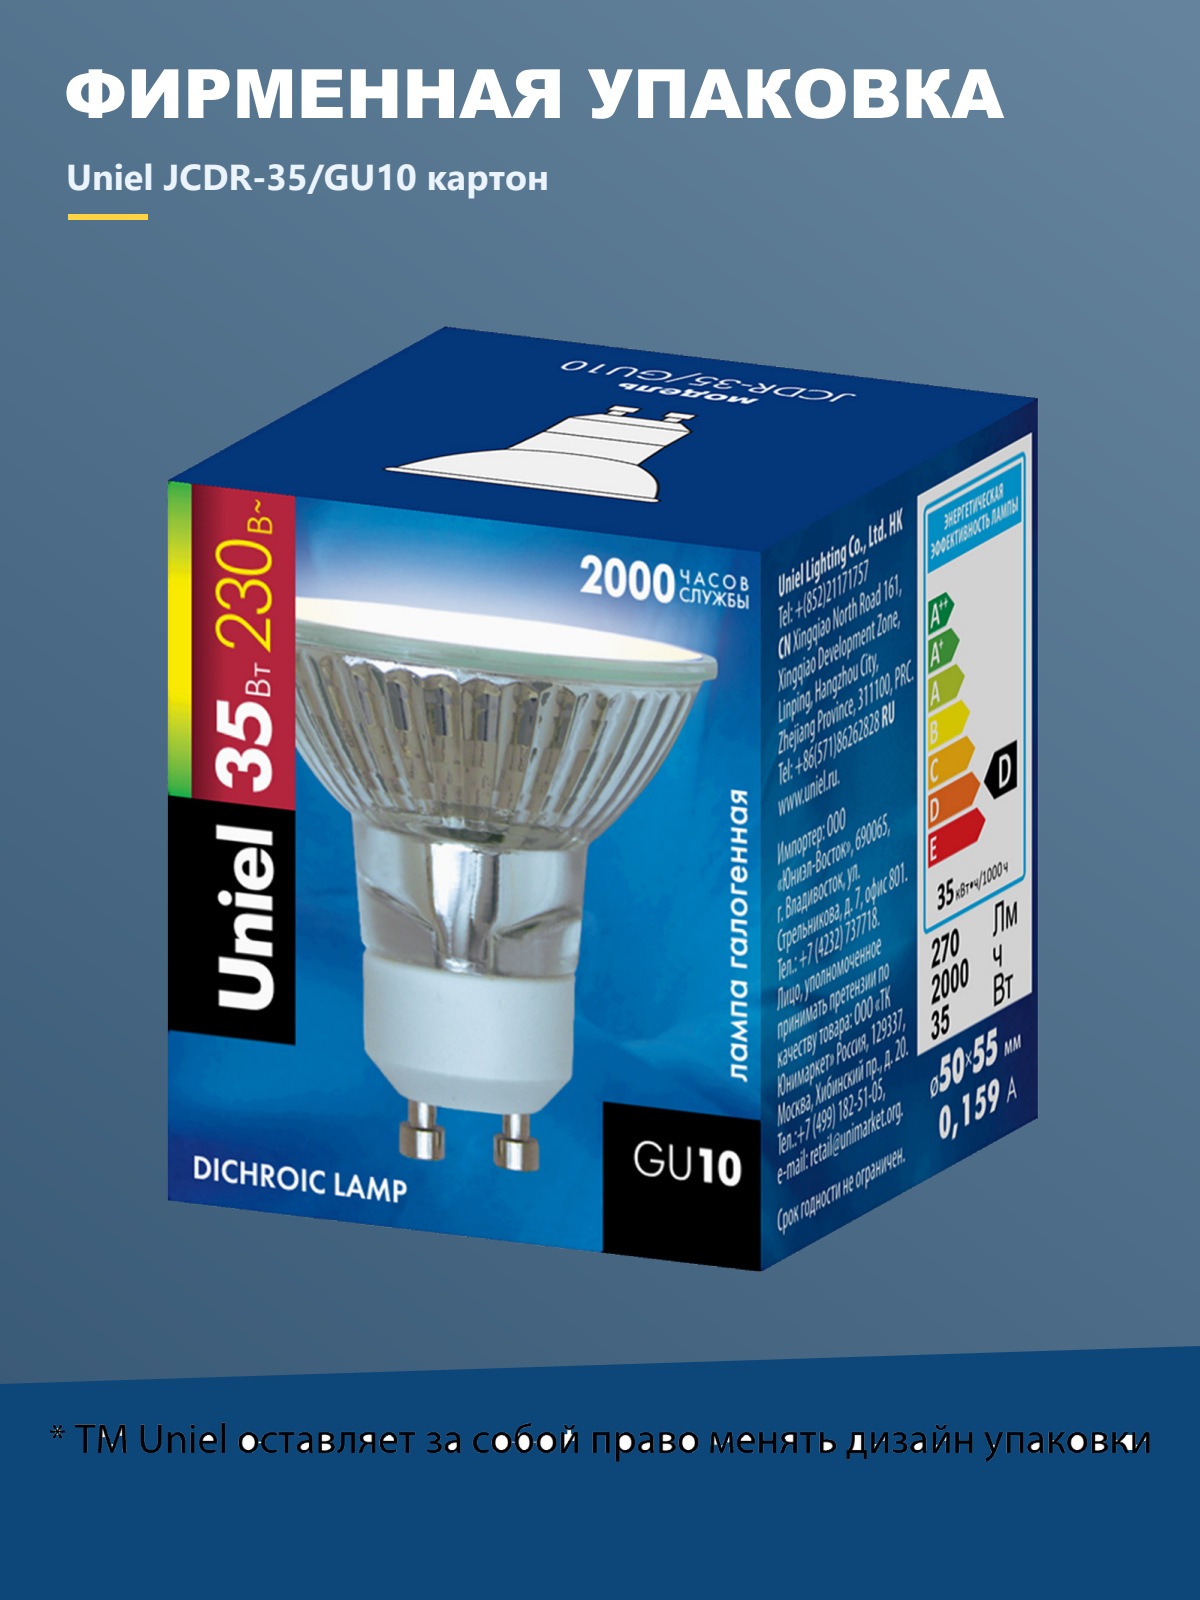 ФИРМЕННАЯ УПАКОВКА
Uniel JCDR-35/GU10 картон
модель
JCDR-35/GU10
Uniel 35Вт 230В~
2000 ЧАСОВ
СЛУЖБЫ
лампа галогенная
DICHROIC LAMP
GU10
Uniel Lighting Co., Ltd. HK
Tel: +(852)21171757
CN Xingqiao North Road 161,
Xingqiao Development Zone,
Linping, Hangzhou City,
Zhejiang Province, 311100, PRC.
Tel: +86(571)86262828 RU
www.uniel.ru.
Импортер: ООО
«Юниэл-Восток», 690065,
г. Владивосток, ул.
Стрельникова, д. 7, офис 801.
Тел.: +7 (4232) 737718.
Лицо, уполномоченное
принимать претензии по
качеству товара: ООО «ТК
Юнимаркет» Россия, 129337,
Москва, Хибинский пр., д. 20.
Тел.:+7 (499) 182-51-05,
e-mail: retail@unimarket.org.
Срок годности не ограничен.
ЭНЕРГЕТИЧЕСКАЯ
ЭФФЕКТИВНОСТЬ ЛАМПЫ
A++
A+
A
B
C
D
E
D
35 кВт•ч/1000 ч
270 Лм
2000 ч
35 Вт
ø50×55 мм
0,159 А
* ТМ Uniel оставляет за собой право менять дизайн упаковки